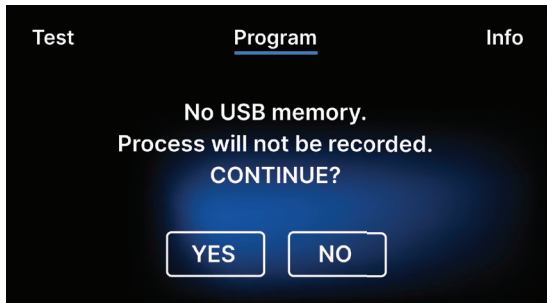 Test Program Info
No USB memory.
Process will not be recorded.
CONTINUE?
YES NO